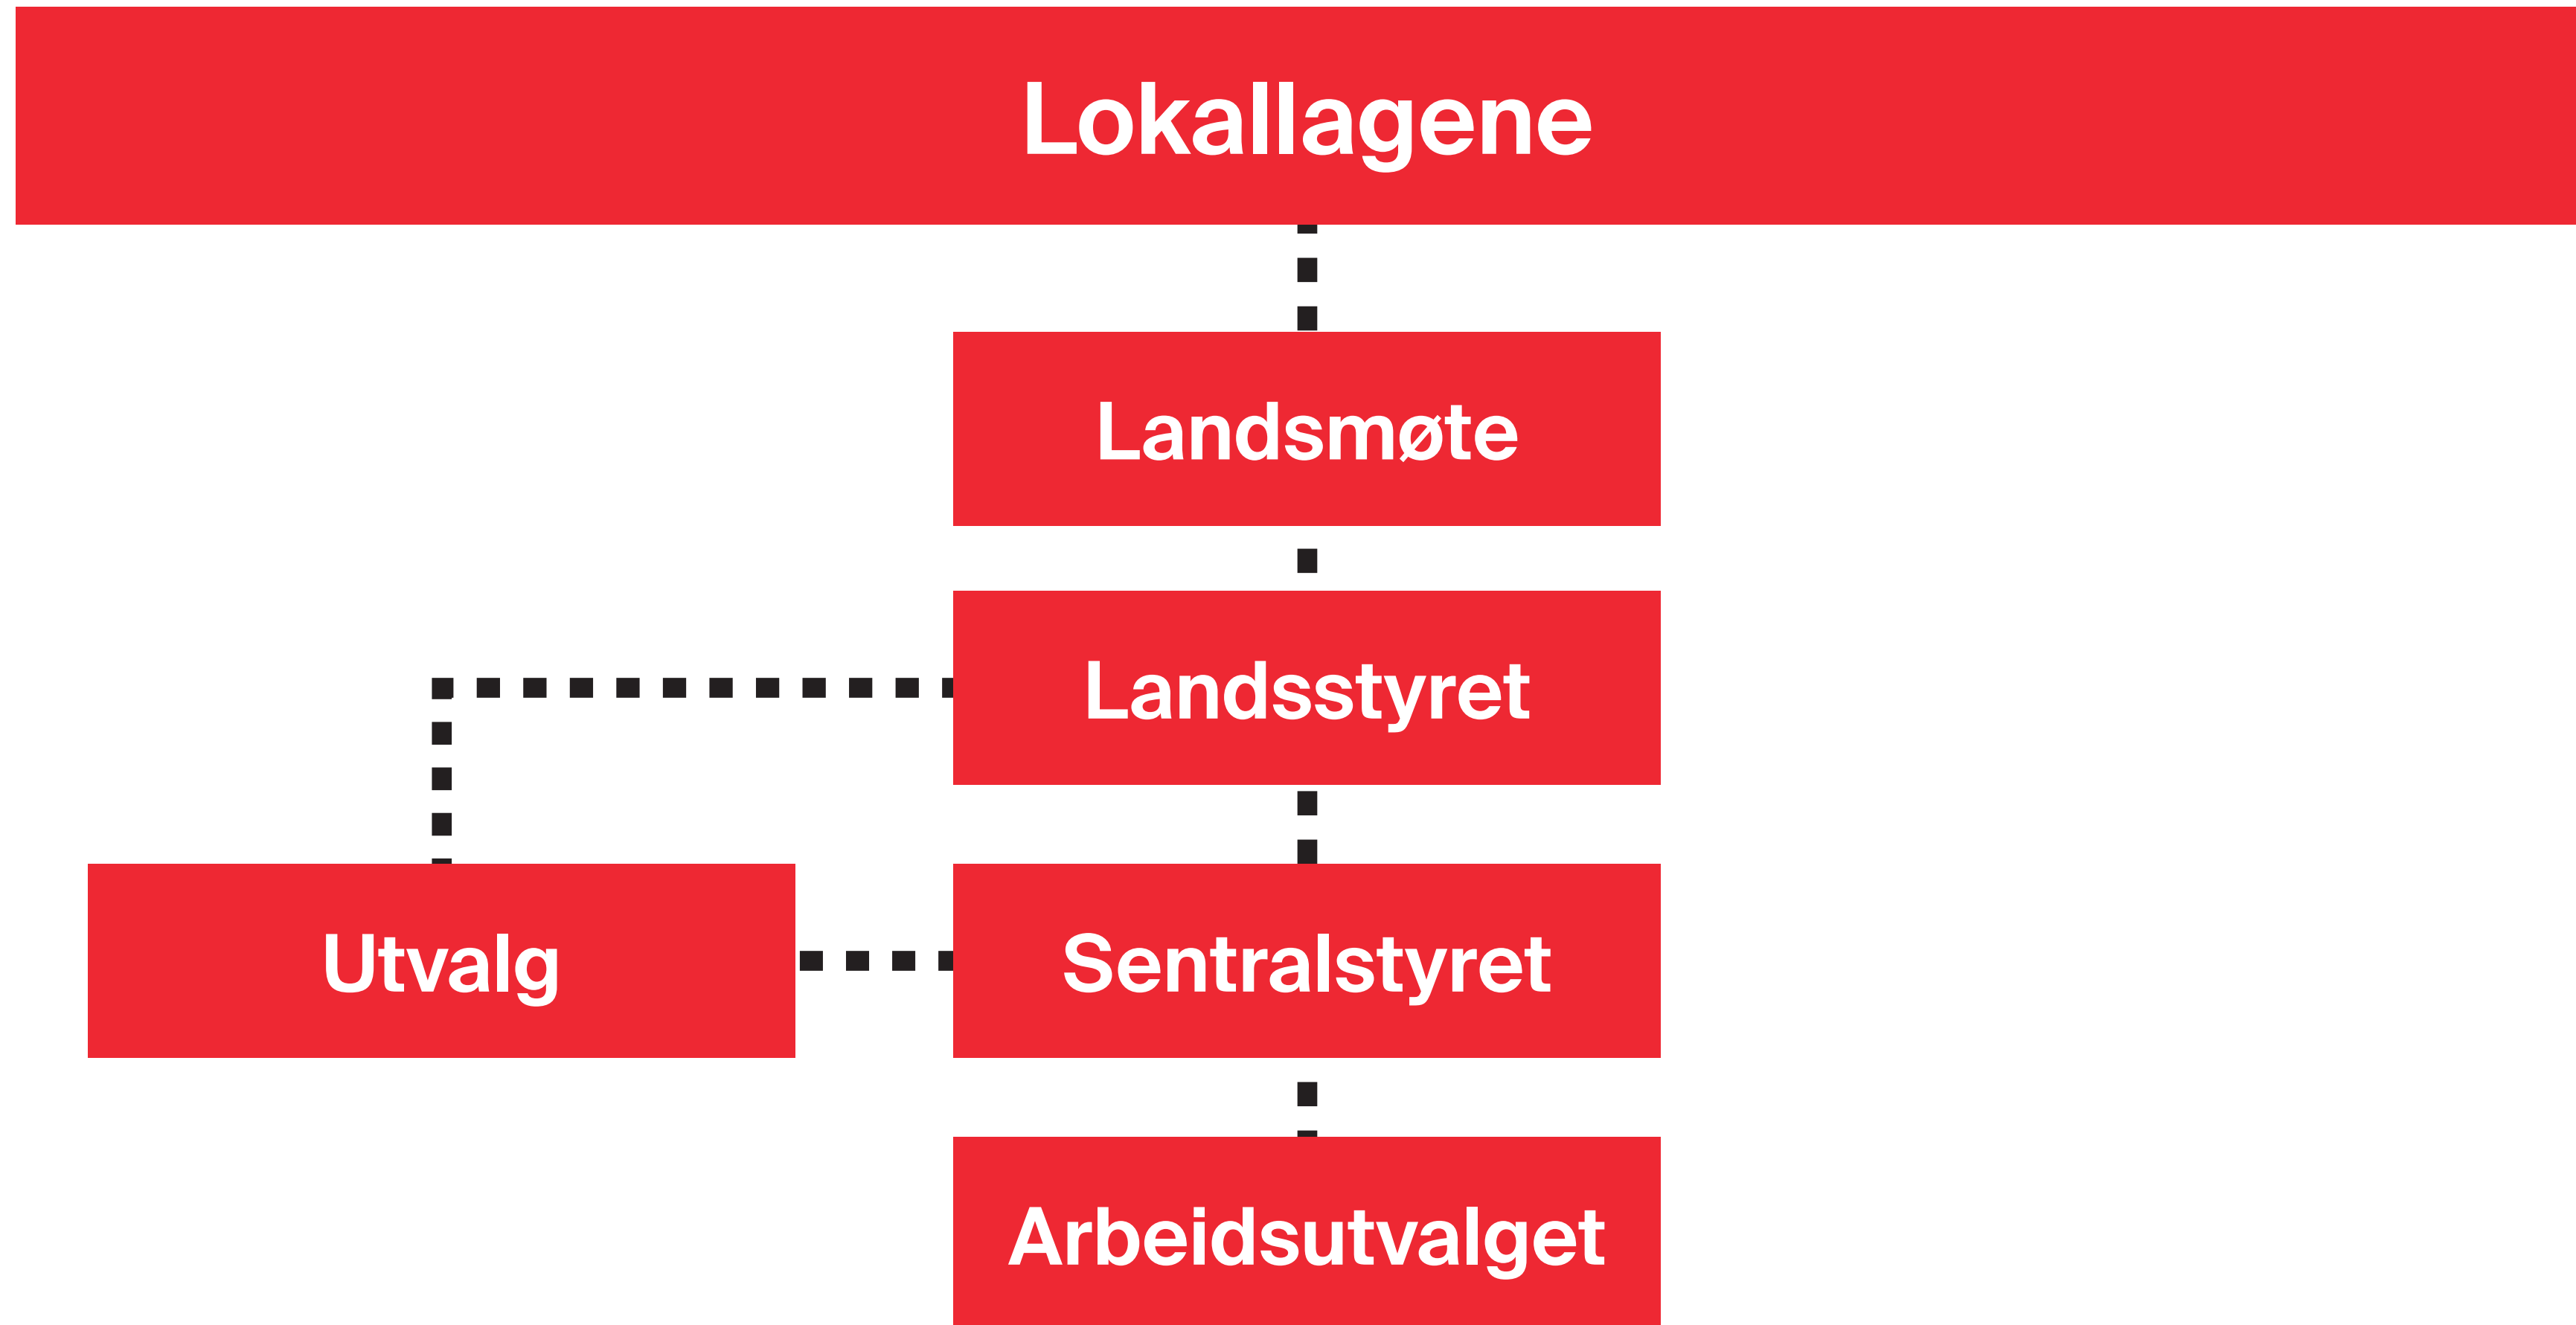 Lokallagene
Landsmøte
Landsstyret
Utvalg
Sentralstyret
Arbeidsutvalget